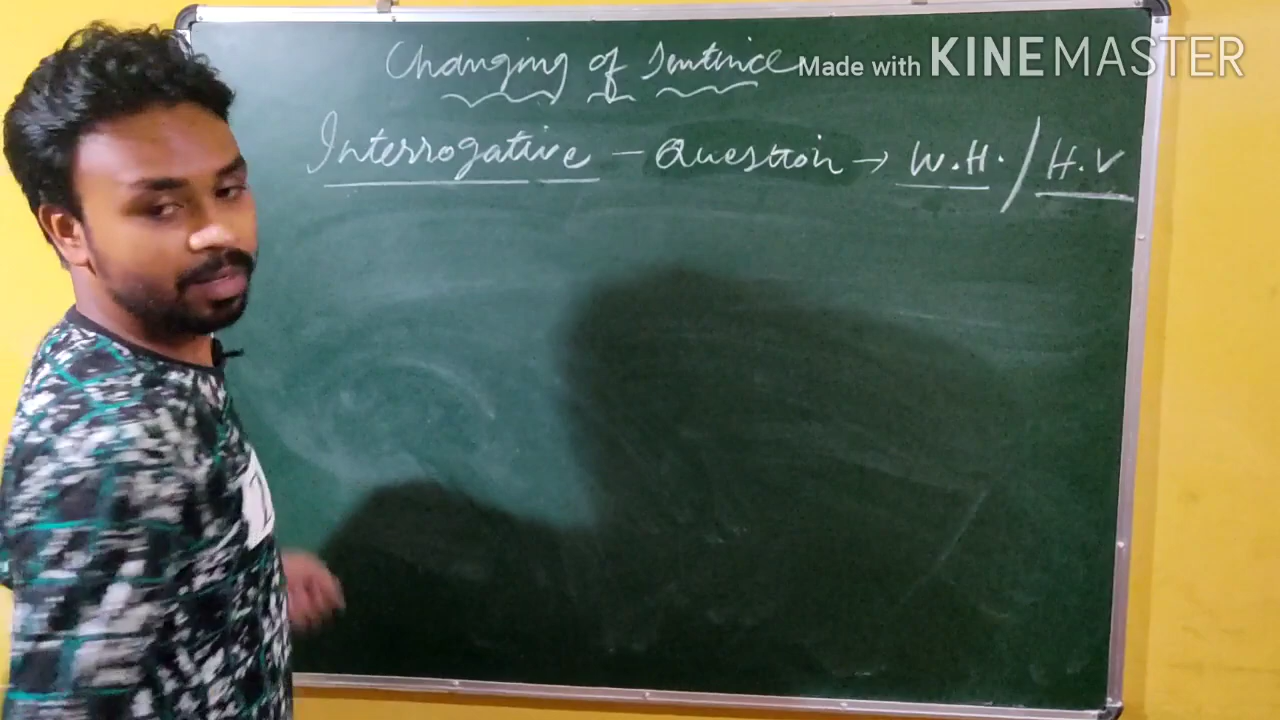 Changing of Sentence
Made with KINEMASTER
Interrogative – Question → W.H. / H.V